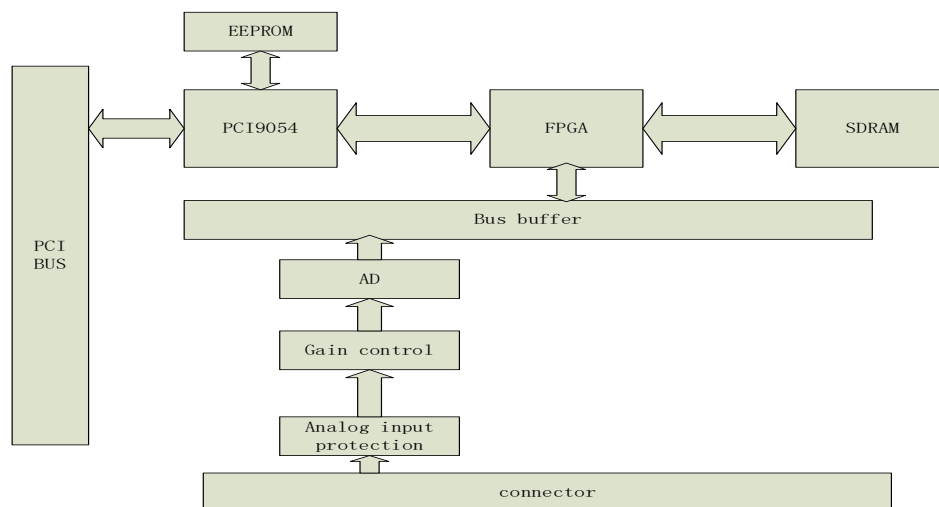 EEPROM
PCI9054
FPGA
SDRAM
Bus buffer
PCI
BUS
AD
Gain control
Analog input
protection
connector